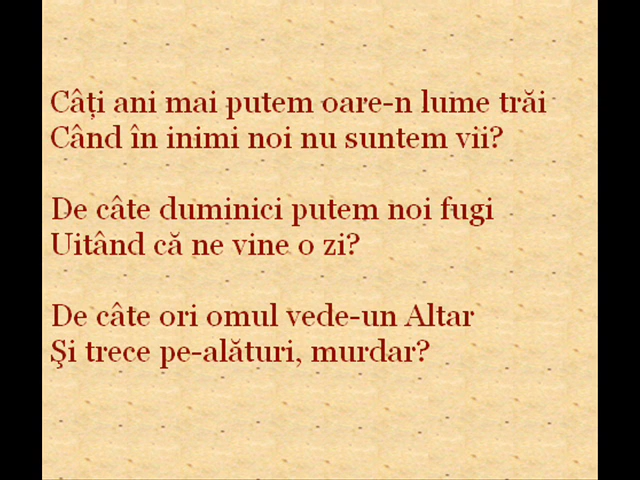 Câți ani mai putem oare-n lume trăi
Când în inimi noi nu suntem vii?
De câte duminici putem noi fugi
Uitând că ne vine o zi?
De câte ori omul vede-un Altar
Şi trece pe-alături, murdar?